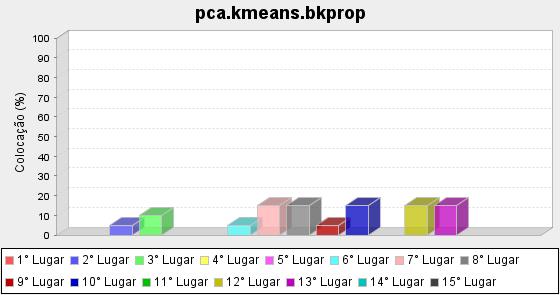 pca.kmeans.bkprop
100
90
80
70
60
50
40
30
20
10
0
Colocação (%)
1° Lugar 2° Lugar 3° Lugar 4° Lugar 5° Lugar 6° Lugar 7° Lugar 8° Lugar
9° Lugar 10° Lugar 11° Lugar 12° Lugar 13° Lugar 14° Lugar 15° Lugar